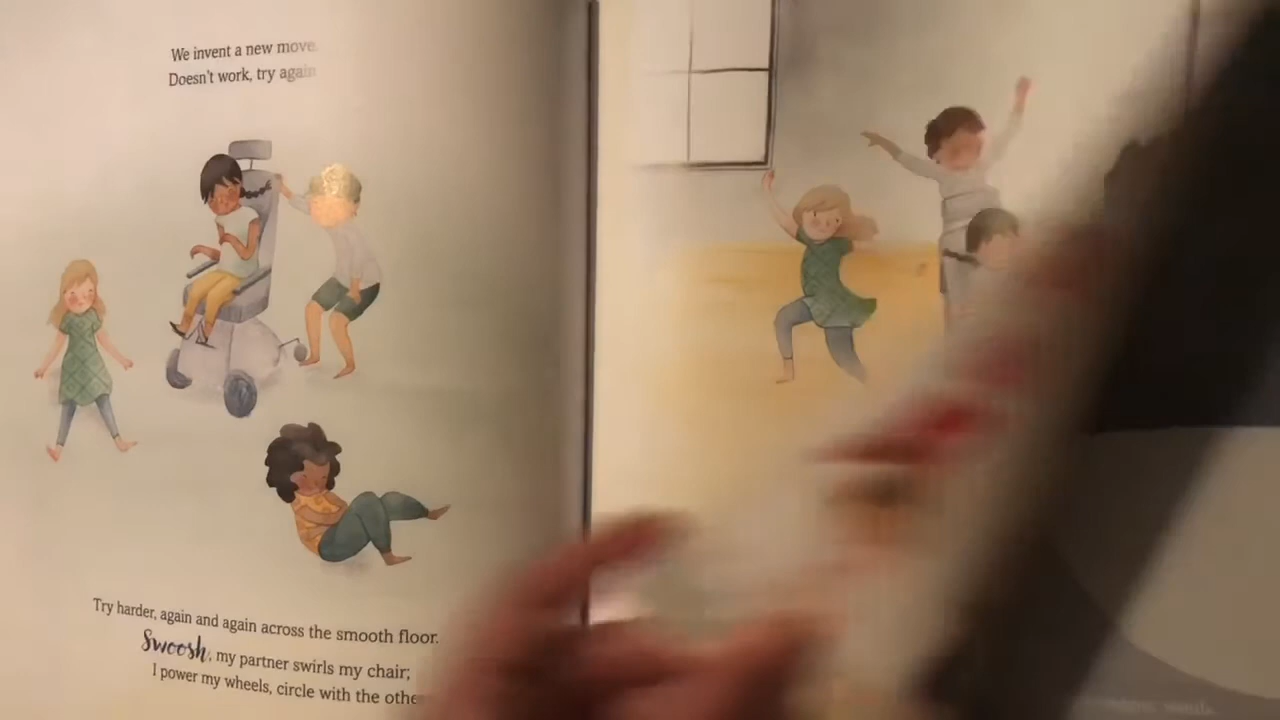 We invent a new move.
Doesn't work, try again
Try harder, again and again across the smooth floor.
Swoosh, my partner swirls my chair;
I power my wheels, circle with the